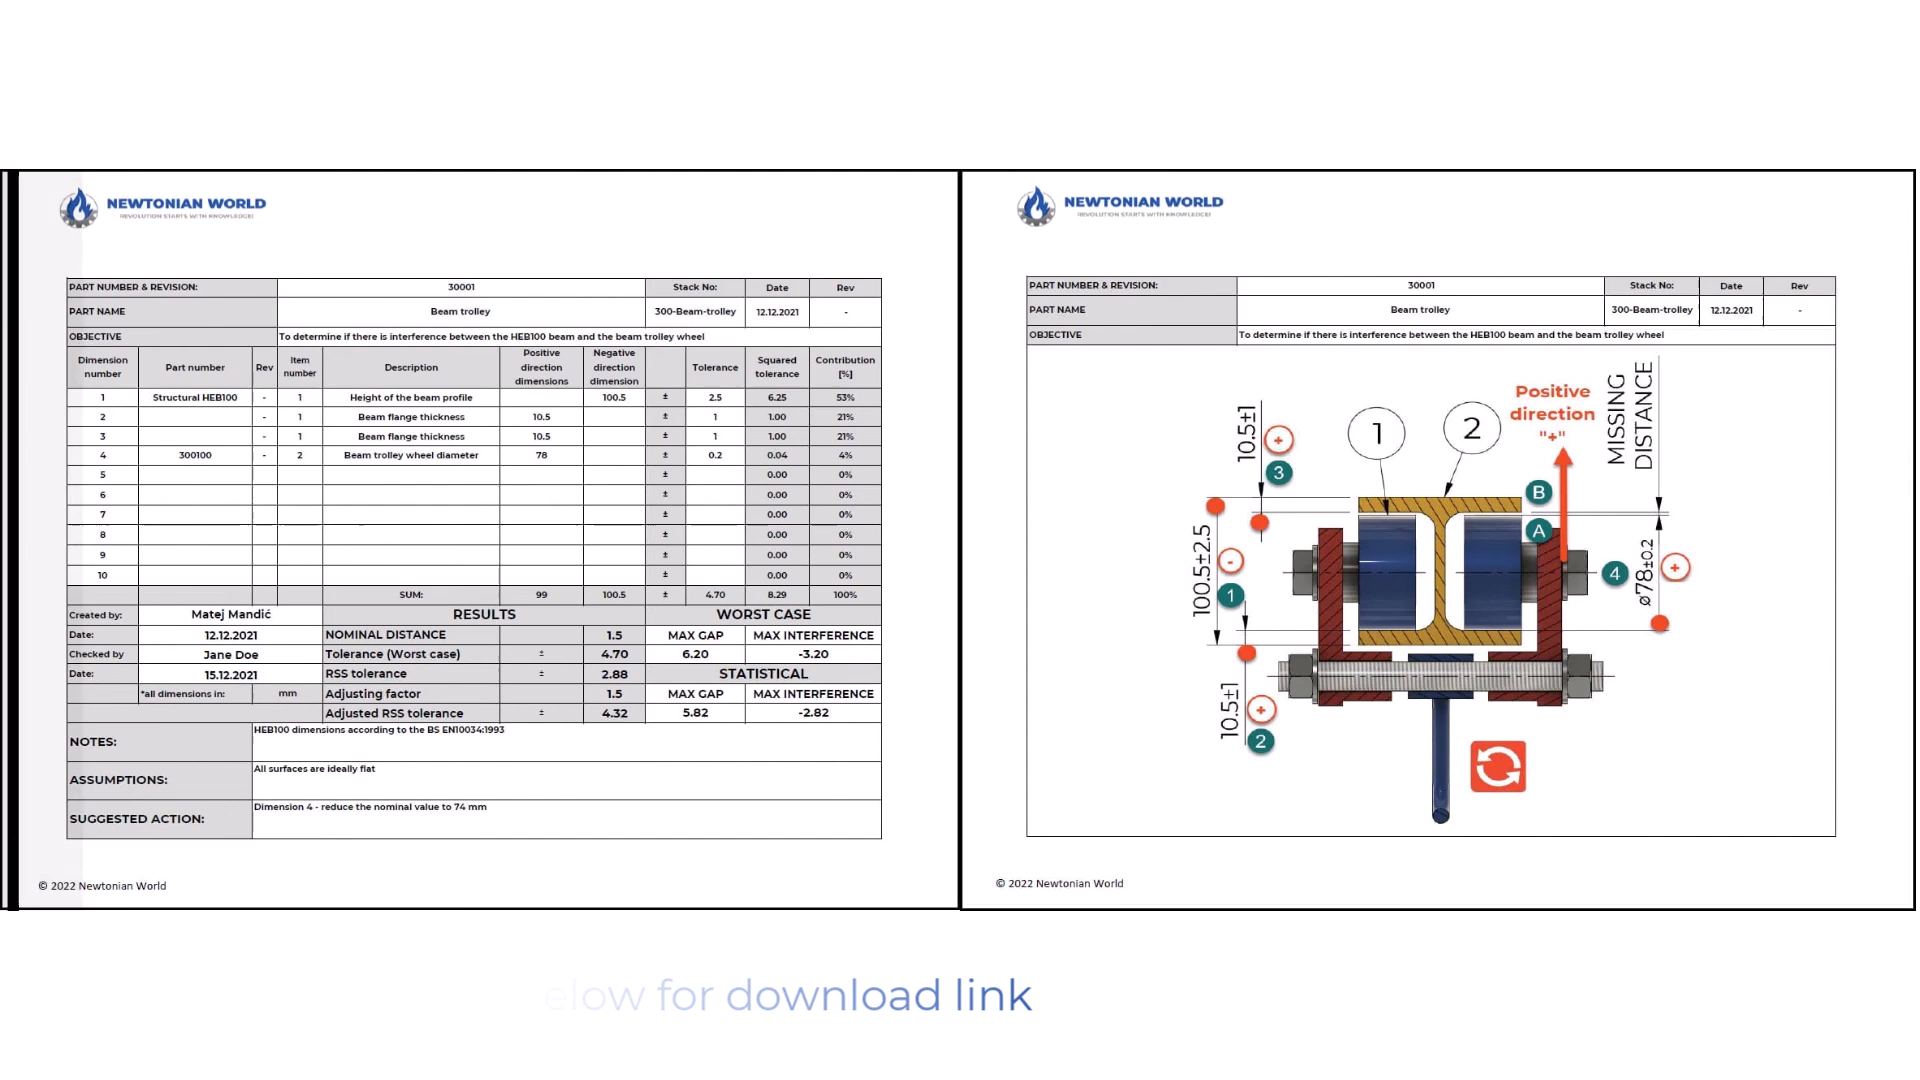 NEWTONIAN WORLD
REVOLUTION STARTS WITH KNOWLEDGE!
PART NUMBER & REVISION: 30001 Stack No: Date Rev
PART NAME Beam trolley 300-Beam-trolley 12.12.2021 -
OBJECTIVE To determine if there is interference between the HEB100 beam and the beam trolley wheel
Dimension number Part number Rev Item number Description Positive direction dimensions Negative direction dimension Tolerance Squared tolerance Contribution [%]
1 Structural HEB100 - 1 Height of the beam profile 100.5 ± 2.5 6.25 53%
2 - 1 Beam flange thickness 10.5 ± 1 1.00 21%
3 - 1 Beam flange thickness 10.5 ± 1 1.00 21%
4 300100 - 2 Beam trolley wheel diameter 78 ± 0.2 0.04 4%
5 ± 0.00 0%
6 ± 0.00 0%
7 ± 0.00 0%
8 ± 0.00 0%
9 ± 0.00 0%
10 ± 0.00 0%
SUM: 99 100.5 ± 4.70 8.29 100%
Created by: Matej Mandić RESULTS WORST CASE
Date: 12.12.2021 NOMINAL DISTANCE 1.5 MAX GAP MAX INTERFERENCE
Checked by Jane Doe Tolerance (Worst case) ± 4.70 6.20 -3.20
Date: 15.12.2021 RSS tolerance ± 2.88 STATISTICAL
*all dimensions in: mm Adjusting factor 1.5 MAX GAP MAX INTERFERENCE
Adjusted RSS tolerance ± 4.32 5.82 -2.82
NOTES: HEB100 dimensions according to the BS EN10034:1993
ASSUMPTIONS: All surfaces are ideally flat
SUGGESTED ACTION: Dimension 4 - reduce the nominal value to 74 mm
© 2022 Newtonian World
NEWTONIAN WORLD
REVOLUTION STARTS WITH KNOWLEDGE!
PART NUMBER & REVISION: 30001 Stack No: Date Rev
PART NAME Beam trolley 300-Beam-trolley 12.12.2021 -
OBJECTIVE To determine if there is interference between the HEB100 beam and the beam trolley wheel
Positive
direction
"+"
MISSING
DISTANCE
10.5±1
+
3
1
2
B
A
100.5±2.5
-
1
4
ø78±0.2
+
10.5±1
+
2
© 2022 Newtonian World
elow for download link